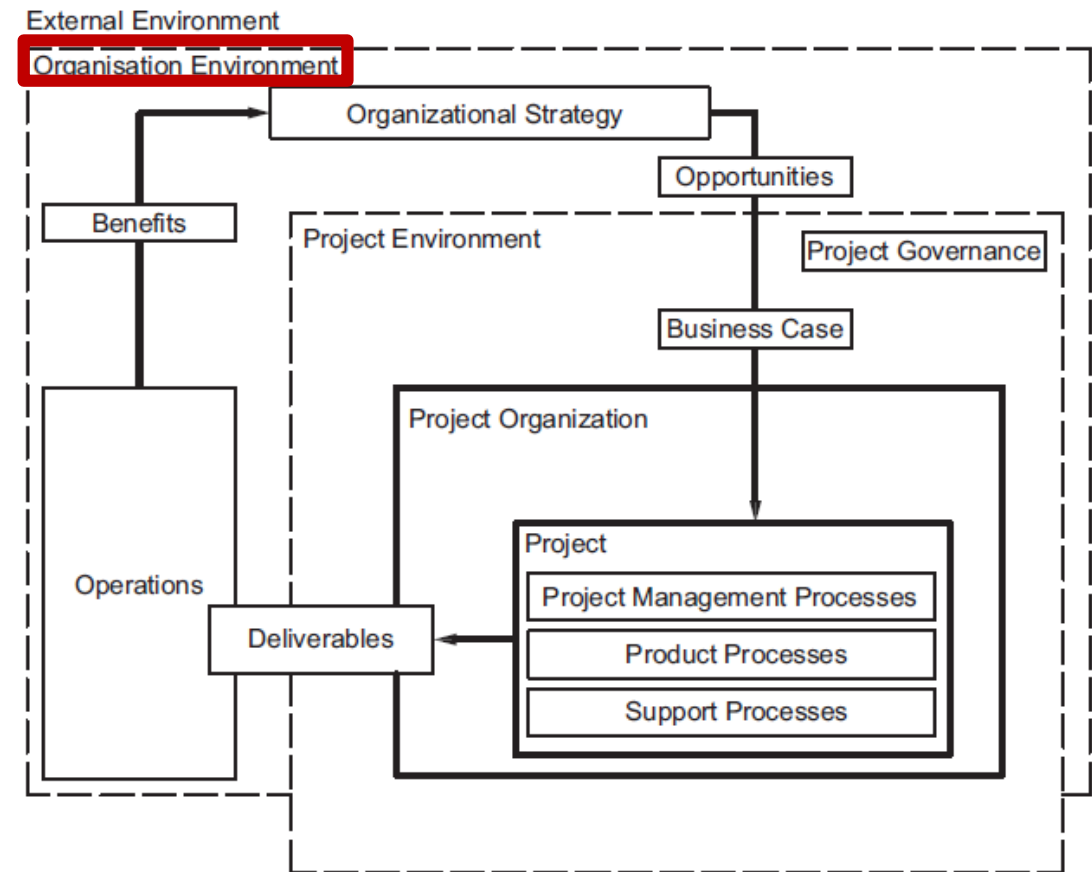 External Environment
Organisation Environment
Organizational Strategy
Opportunities
Benefits
Project Environment
Project Governance
Business Case
Project Organization
Project
Operations
Project Management Processes
Deliverables
Product Processes
Support Processes